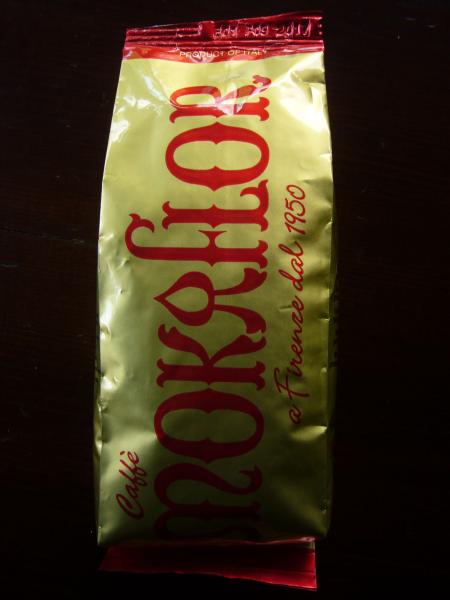 PRODUCT OF ITALY
Caffè
MOKAFLOR
a Firenze dal 1950